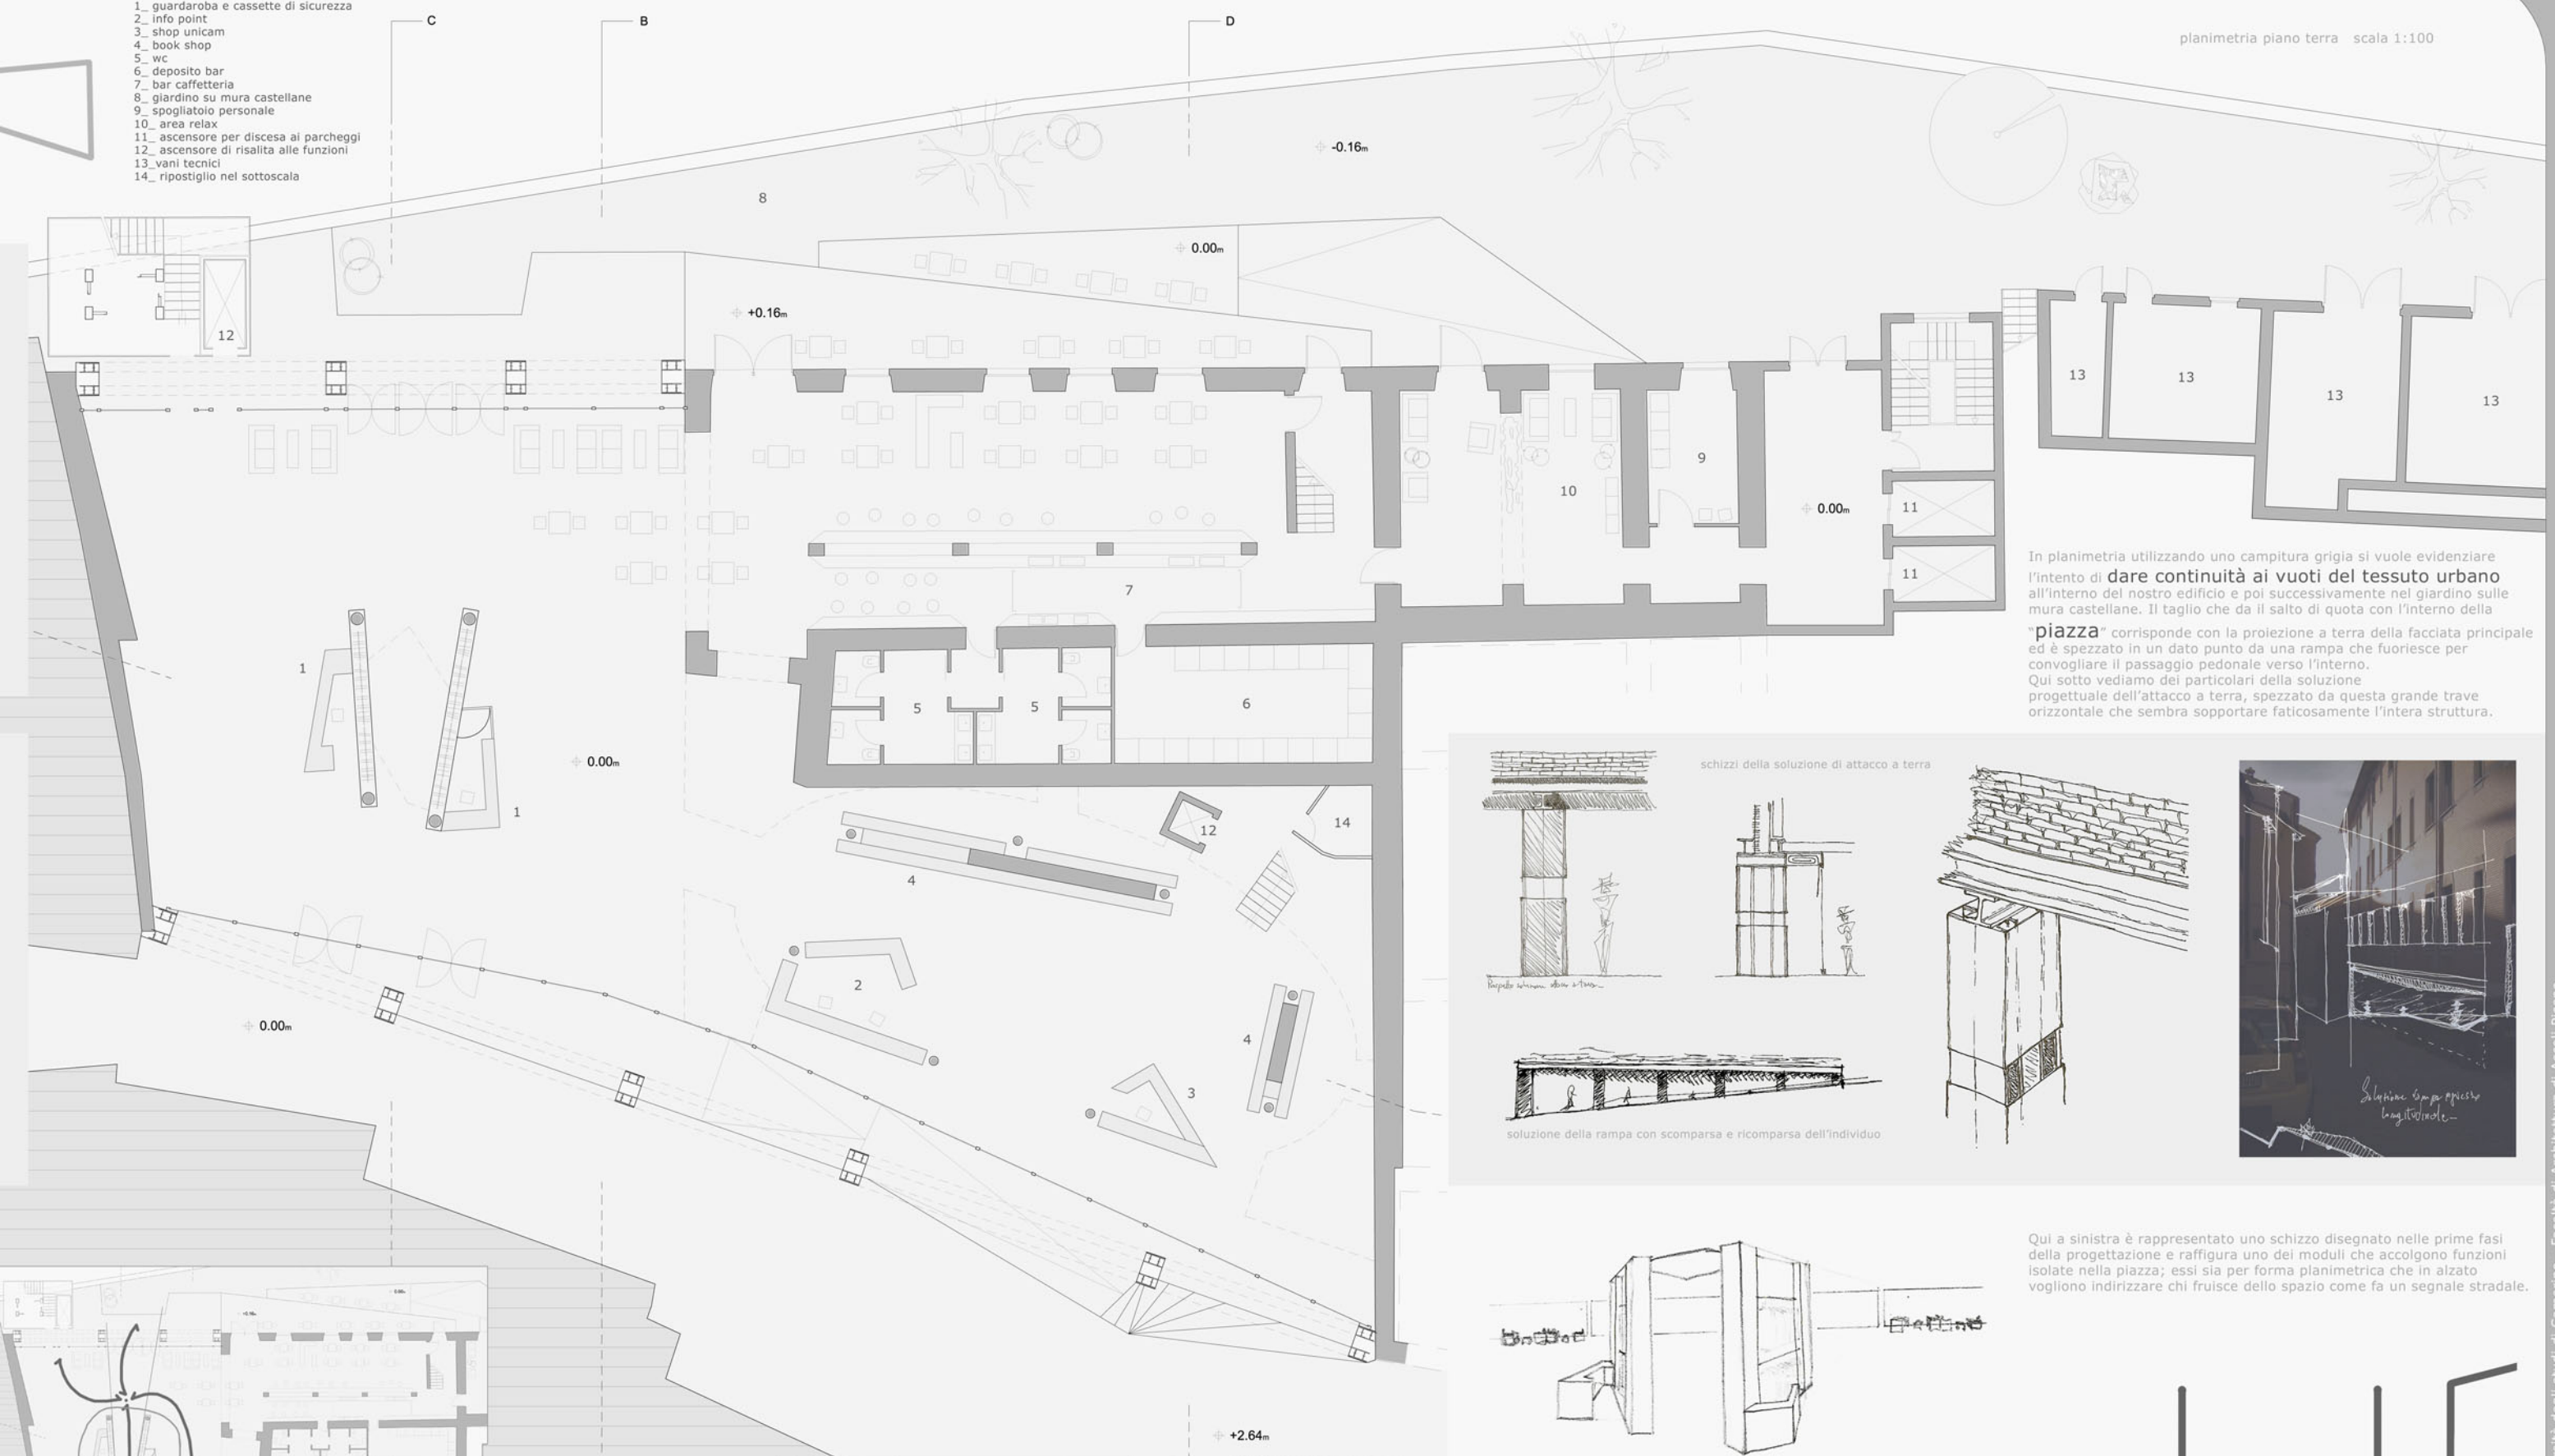 1_ guardaroba e cassette di sicurezza
2_ info point
3_ shop unicam
4_ book shop
5_ wc
6_ deposito bar
7_ bar caffetteria
8_ giardino su mura castellane
9_ spogliatoio personale
10_ area relax
11_ ascensore per discesa ai parcheggi
12_ ascensore di risalita alle funzioni
13_vani tecnici
14_ ripostiglio nel sottoscala
C
B
D
planimetria piano terra scala 1:100
-0.16m
8
0.00m
+0.16m
12
13
13
13
13
9
10
0.00m
11
11
7
1
5
5
6
0.00m
1
12
14
4
2
4
3
0.00m
+2.64m
In planimetria utilizzando uno campitura grigia si vuole evidenziare
l'intento di dare continuità ai vuoti del tessuto urbano
all'interno del nostro edificio e poi successivamente nel giardino sulle
mura castellane. Il taglio che da il salto di quota con l'interno della
"piazza" corrisponde con la proiezione a terra della facciata principale
ed è spezzato in un dato punto da una rampa che fuoriesce per
convogliare il passaggio pedonale verso l'interno.
Qui sotto vediamo dei particolari della soluzione
progettuale dell'attacco a terra, spezzato da questa grande trave
orizzontale che sembra sopportare faticosamente l'intera struttura.
schizzi della soluzione di attacco a terra
soluzione della rampa con scomparsa e ricomparsa dell'individuo
Soluzione
longitudinale
Qui a sinistra è rappresentato uno schizzo disegnato nelle prime fasi
della progettazione e raffigura uno dei moduli che accolgono funzioni
isolate nella piazza; essi sia per forma planimetrica che in alzato
vogliono indirizzare chi fruisce dello spazio come fa un segnale stradale.